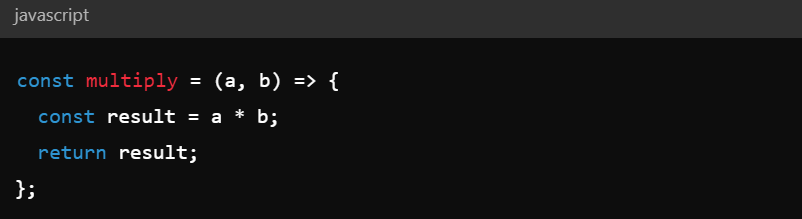 javascript
const multiply = (a, b) => {
  const result = a * b;
  return result;
};